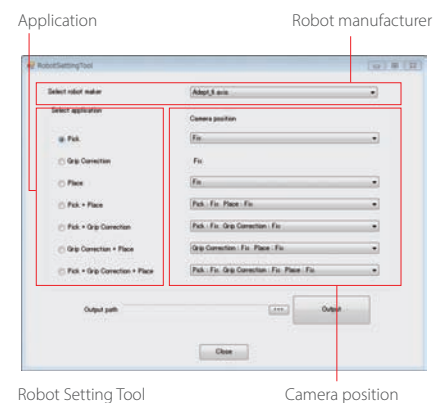 Application Robot manufacturer
RobotSettingTool
Select robot maker Adept_6 axis
Select application Camera position
Pick Fix
Grip Correction Fix
Place Fix
Pick + Place Pick : Fix Place : Fix
Pick + Grip Correction Pick : Fix Grip Correction : Fix
Grip Correction + Place Grip Correction : Fix Place : Fix
Pick + Grip Correction + Place Pick : Fix Grip Correction : Fix Place : Fix
Output path ... Output
Close
Robot Setting Tool Camera position